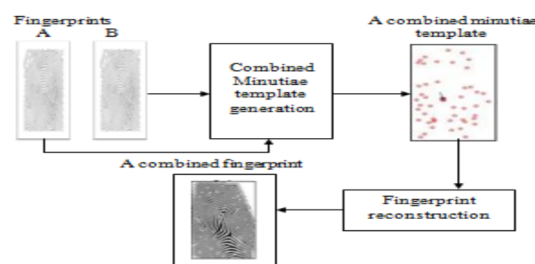 Fingerprints
A B
Combined
Minutiae
template
generation
A combined minutiae
template
A combined fingerprint
Fingerprint
reconstruction